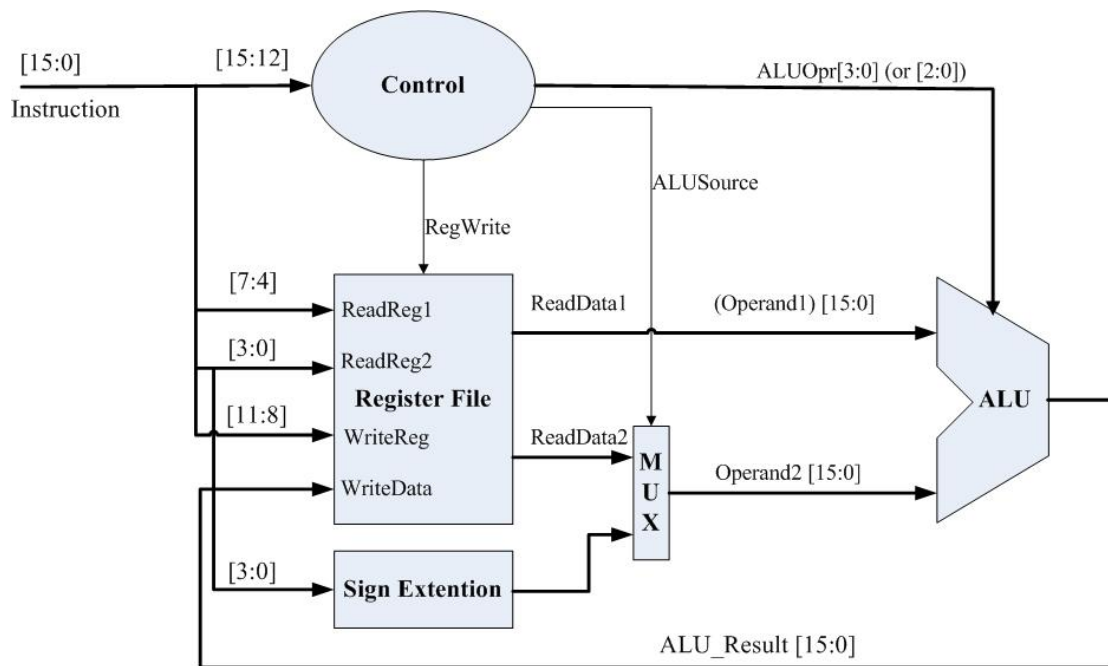 [15:0]
Instruction
[15:12]
Control
ALUOpr[3:0] (or [2:0])
ALUSource
RegWrite
[7:4]
ReadReg1
[3:0]
ReadReg2
Register File
[11:8]
WriteReg
WriteData
ReadData1
(Operand1) [15:0]
ReadData2
M
U
X
Operand2 [15:0]
ALU
[3:0]
Sign Extention
ALU_Result [15:0]